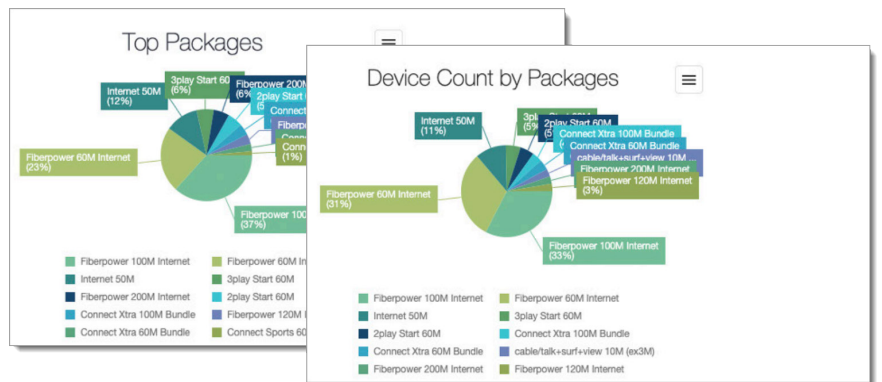 Top Packages
3play Start 60
(6%)
Internet 50M
(12%)
Fiberpower 200M
(6%)
2play Start
Connect
Fiberp
Conn
(1%)
Fiberpower 60M Internet
(23%)
Fiberpower 100
(37%)
Fiberpower 100M Internet
Fiberpower 60M In
Internet 50M
3play Start 60M
Fiberpower 200M Internet
2play Start 60M
Connect Xtra 100M Bundle
Fiberpower 120M I
Connect Xtra 60M Bundle
Connect Sports 60
Device Count by Packages
Internet 50M
(11%)
3pl
(5%
2play Start 60M
(5
Connect Xtra 100M Bundle
Connect Xtra 60M Bundle
cable/talk+surf+view 10M ...
Fiberpower 200M Internet
Fiberpower 120M Internet
(3%)
Fiberpower 60M Internet
(31%)
Fiberpower 100M Internet
(33%)
Fiberpower 100M Internet
Fiberpower 60M Internet
Internet 50M
3play Start 60M
2play Start 60M
Connect Xtra 100M Bundle
Connect Xtra 60M Bundle
cable/talk+surf+view 10M (ex3M)
Fiberpower 200M Internet
Fiberpower 120M Internet